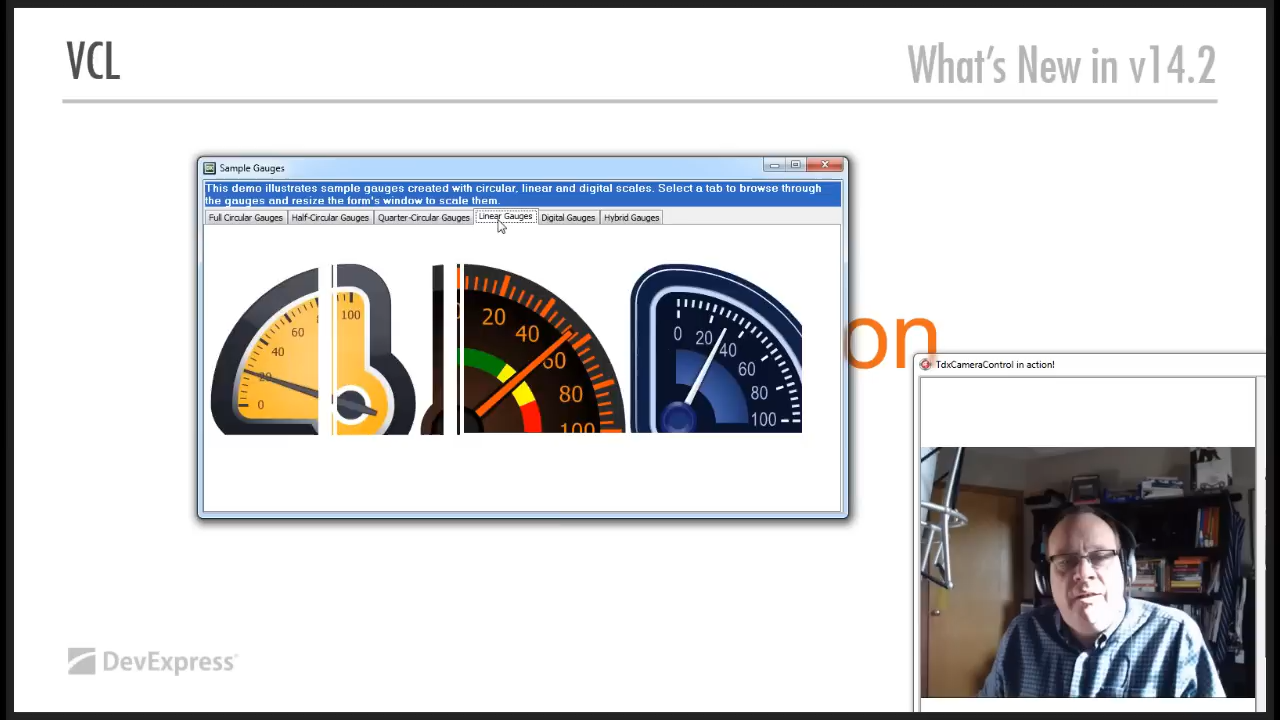 VCL
What's New in v14.2
Sample Gauges
This demo illustrates sample gauges created with circular, linear and digital scales. Select a tab to browse through
the gauges and resize the form's window to scale them.
Full Circular Gauges
Half-Circular Gauges
Quarter-Circular Gauges
Linear Gauges
Digital Gauges
Hybrid Gauges
0
20
40
60
100
20
40
60
80
100
0
20
40
60
80
100
on
TdxCameraControl in action!
DevExpress